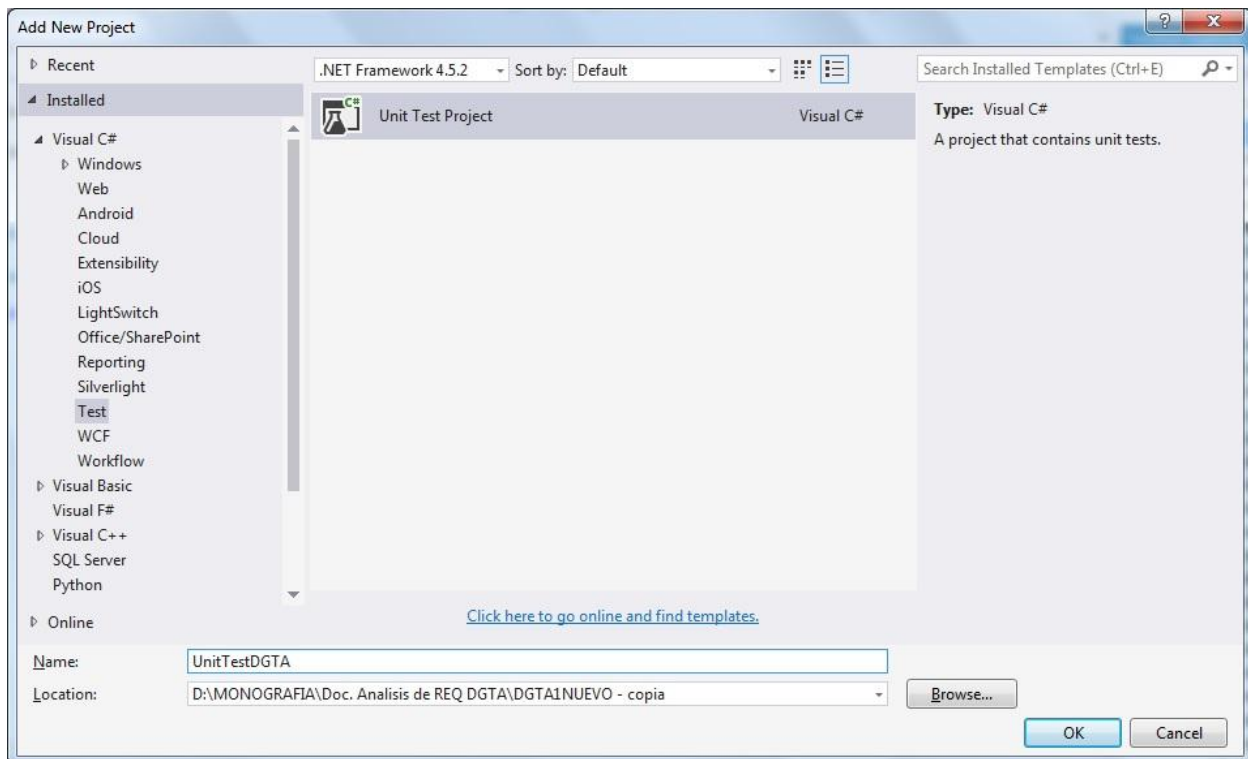 Add New Project
Recent
Installed
Visual C#
Windows
Web
Android
Cloud
Extensibility
iOS
LightSwitch
Office/SharePoint
Reporting
Silverlight
Test
WCF
Workflow
Visual Basic
Visual F#
Visual C++
SQL Server
Python
Online
.NET Framework 4.5.2 Sort by: Default
C# Unit Test Project Visual C#
Click here to go online and find templates.
Search Installed Templates (Ctrl+E)
Type: Visual C#
A project that contains unit tests.
Name: UnitTestDGTA
Location: D:\MONOGRAFIA\Doc. Analisis de REQ DGTA\DGTA1NUEVO - copia Browse...
OK Cancel